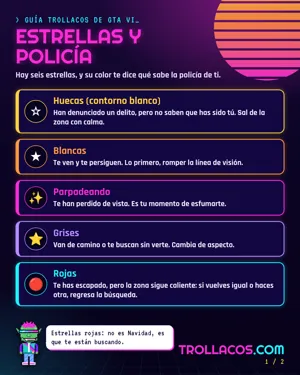 > GUÍA TROLLACOS DE GTA VI…
ESTRELLAS Y
POLICÍA
Hay seis estrellas, y su color te dice qué sabe la policía de ti.
Huecas (contorno blanco)
Han denunciado un delito, pero no saben que has sido tú. Sal de la
zona con calma.
Blancas
Te ven y te persiguen. Lo primero, romper la línea de visión.
Parpadeando
Te han perdido de vista. Es tu momento de esfumarte.
Grises
Van de camino o te buscan sin verte. Cambia de aspecto.
Rojas
Te has escapado, pero la zona sigue caliente: si vuelves igual o haces
otra, regresa la búsqueda.
Estrellas rojas: no es Navidad, es
que te están buscando.
TROLLACOS.COM
1 / 2